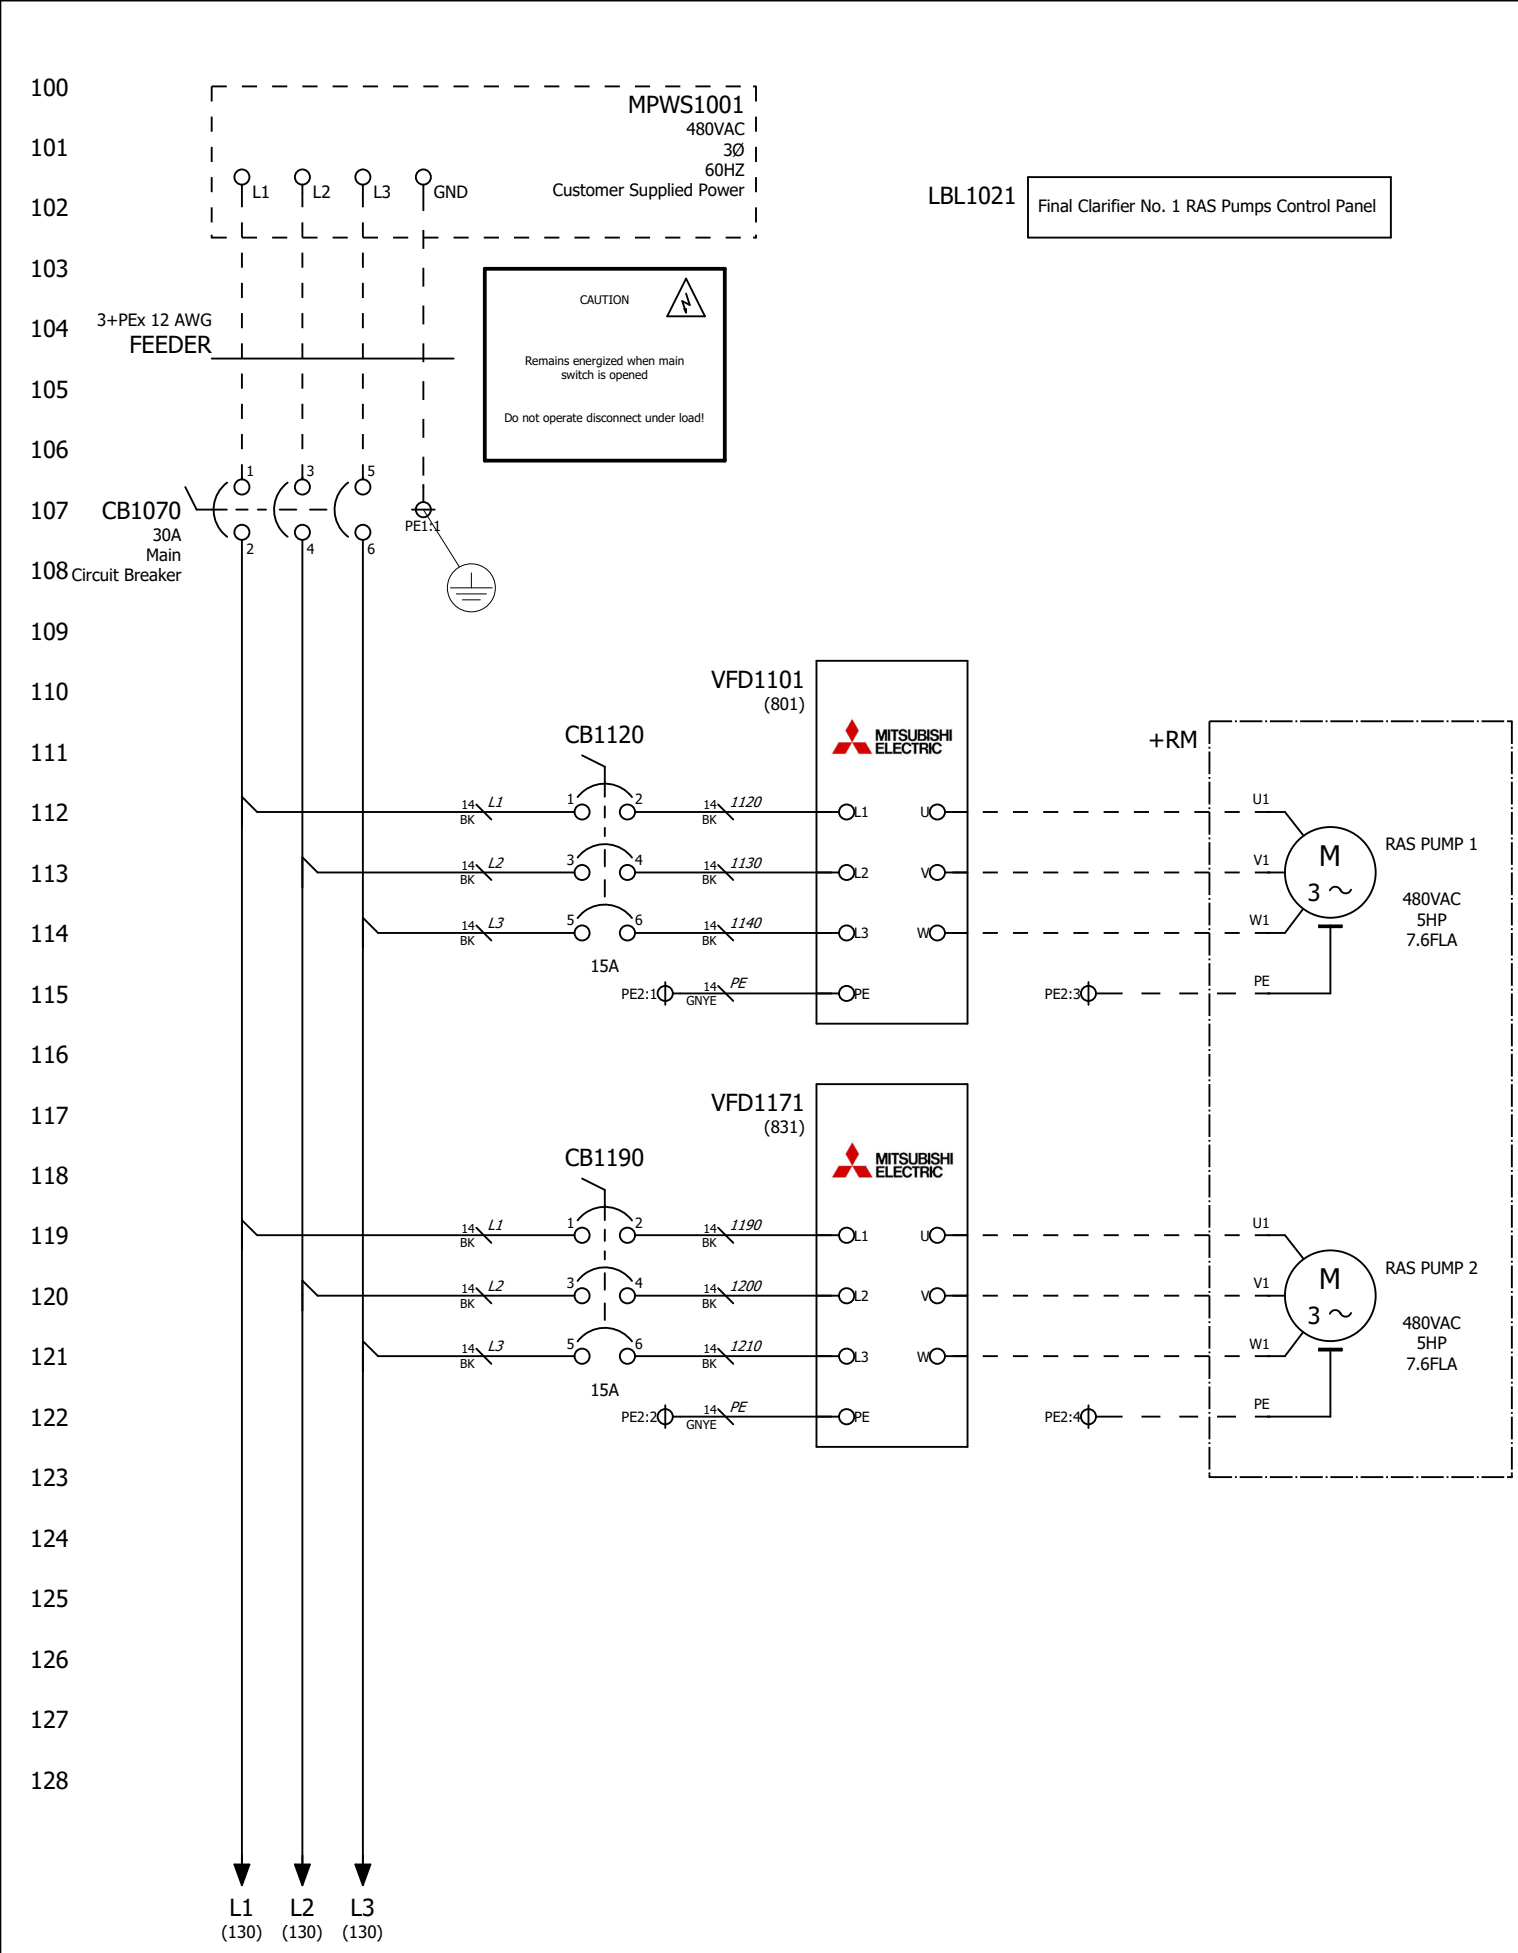 100
MPWS1001
480VAC
101
3Ø
60HZ
Customer Supplied Power
L1 L2 L3 GND
102
LBL1021
Final Clarifier No. 1 RAS Pumps Control Panel
103
CAUTION
104
3+PEx 12 AWG
FEEDER
Remains energized when main
switch is opened
105
Do not operate disconnect under load!
106
1 3 5
107
CB1070
30A
Main
Circuit Breaker
PE1:1
2 4 6
108
109
110
VFD1101
(801)
111
CB1120
MITSUBISHI
ELECTRIC
+RM
112
14 L1
BK
1 2
14 1120
BK
L1 U
U1
113
14 L2
BK
3 4
14 1130
BK
L2 V
V1
M
3 ~
RAS PUMP 1
480VAC
5HP
7.6FLA
114
14 L3
BK
5 6
14 1140
BK
L3 W
W1
15A
115
PE2:1
14 PE
GNYE
PE
PE2:3
PE
116
117
VFD1171
(831)
118
CB1190
MITSUBISHI
ELECTRIC
119
14 L1
BK
1 2
14 1190
BK
L1 U
U1
120
14 L2
BK
3 4
14 1200
BK
L2 V
V1
M
3 ~
RAS PUMP 2
480VAC
5HP
7.6FLA
121
14 L3
BK
5 6
14 1210
BK
L3 W
W1
15A
122
PE2:2
14 PE
GNYE
PE
PE2:4
PE
123
124
125
126
127
128
L1 L2 L3
(130) (130) (130)